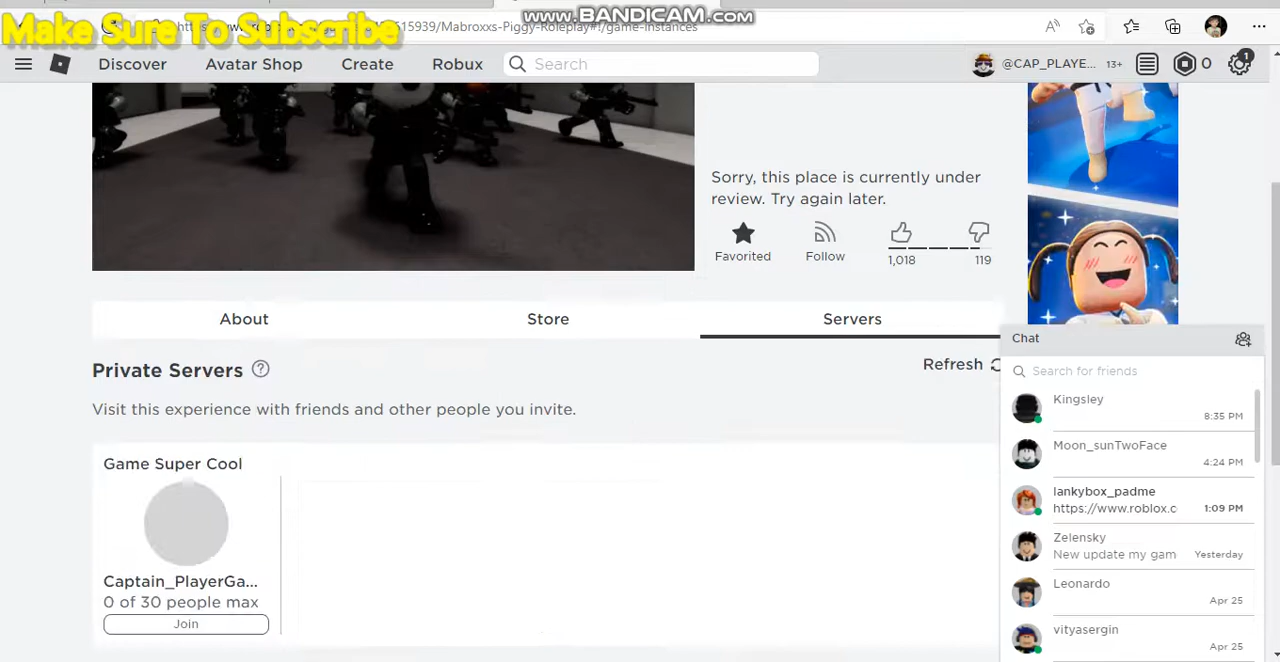 www.BANDICAM.com
Make Sure To Subscribe
515939/Mabroxxs-Piggy-Roleplay#!/game-instances
Discover
Avatar Shop
Create
Robux
Search
@CAP_PLAYE...
13+
0
1
Sorry, this place is currently under
review. Try again later.
Favorited
Follow
1,018
119
About
Store
Servers
Private Servers
Refresh
Visit this experience with friends and other people you invite.
Game Super Cool
Captain_PlayerGa...
0 of 30 people max
Join
Chat
Search for friends
Kingsley
8:35 PM
Moon_sunTwoFace
4:24 PM
lankybox_padme
https://www.roblox.c
1:09 PM
Zelensky
New update my gam
Yesterday
Leonardo
Apr 25
vityasergin
Apr 25